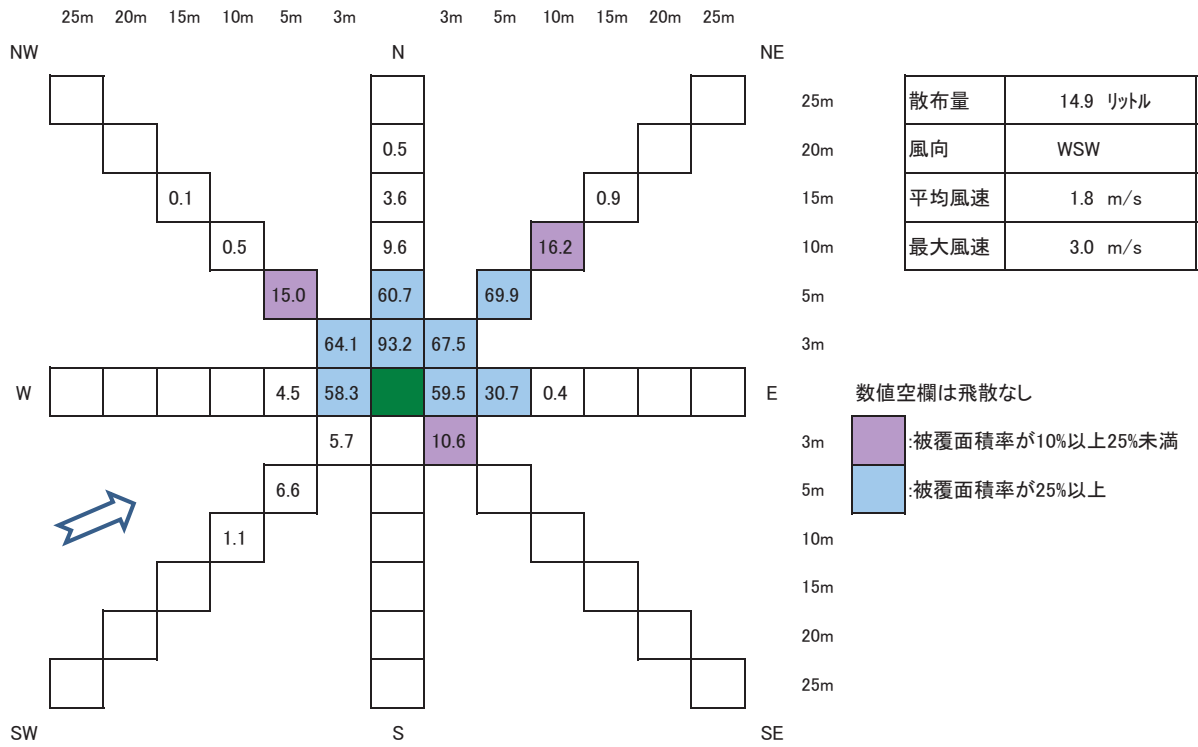 25m 20m 15m 10m 5m 3m 3m 5m 10m 15m 20m 25m
NW N NE
25m
0.5 20m
0.1 3.6 0.9 15m
0.5 9.6 16.2 10m
15.0 60.7 69.9 5m
64.1 93.2 67.5 3m
W 4.5 58.3 59.5 30.7 0.4 E
5.7 10.6 3m
6.6 5m
1.1 10m
15m
20m
25m
SW S SE
散布量 14.9 リットル
風向 WSW
平均風速 1.8 m/s
最大風速 3.0 m/s
数値空欄は飛散なし
:被覆面積率が10%以上25%未満
:被覆面積率が25%以上